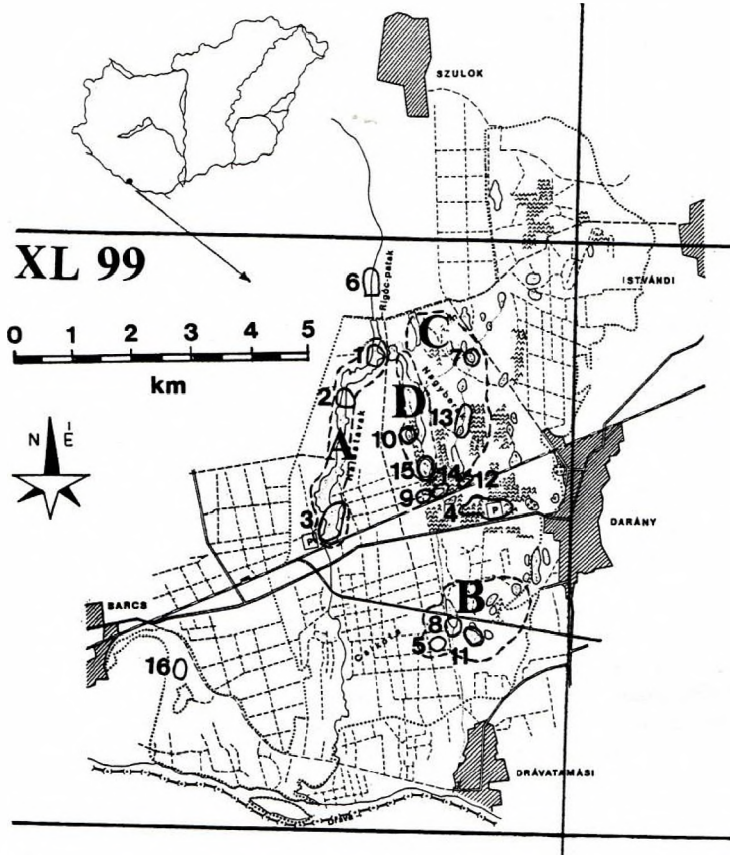 SZULOK
XL 99
ISTVÁNDI
6
Rigóc-patak
0 1 2 3 4 5
km
C
1
7
2
Nagyberek
D
13
A
10
N É
15
14
12
9
4
P
3
P
DARÁNY
BARCS
B
8
5
11
16
DRÁVATAMÁSI
Dráva